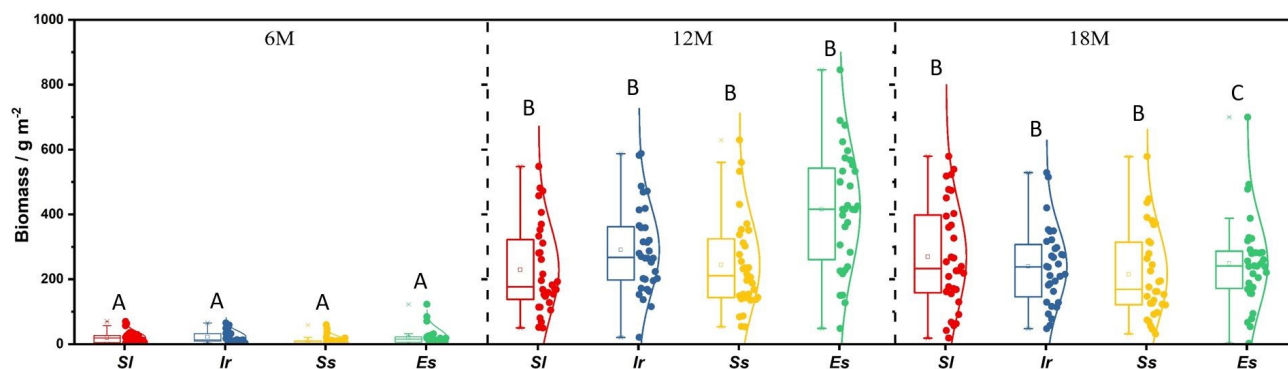 1000
800
600
400
200
0
Biomass / g m⁻²
6M
12M
18M
A A A A
B B B B
B B B C
Sl Ir Ss Es Sl Ir Ss Es Sl Ir Ss Es